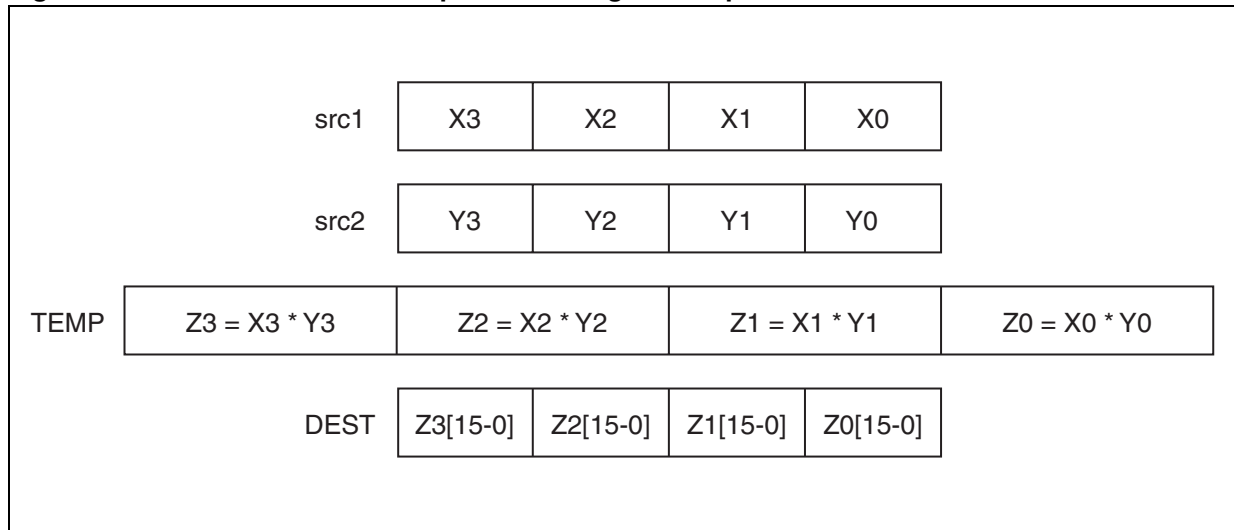 src1 X3 X2 X1 X0
src2 Y3 Y2 Y1 Y0
TEMP Z3 = X3 * Y3 Z2 = X2 * Y2 Z1 = X1 * Y1 Z0 = X0 * Y0
DEST Z3[15-0] Z2[15-0] Z1[15-0] Z0[15-0]